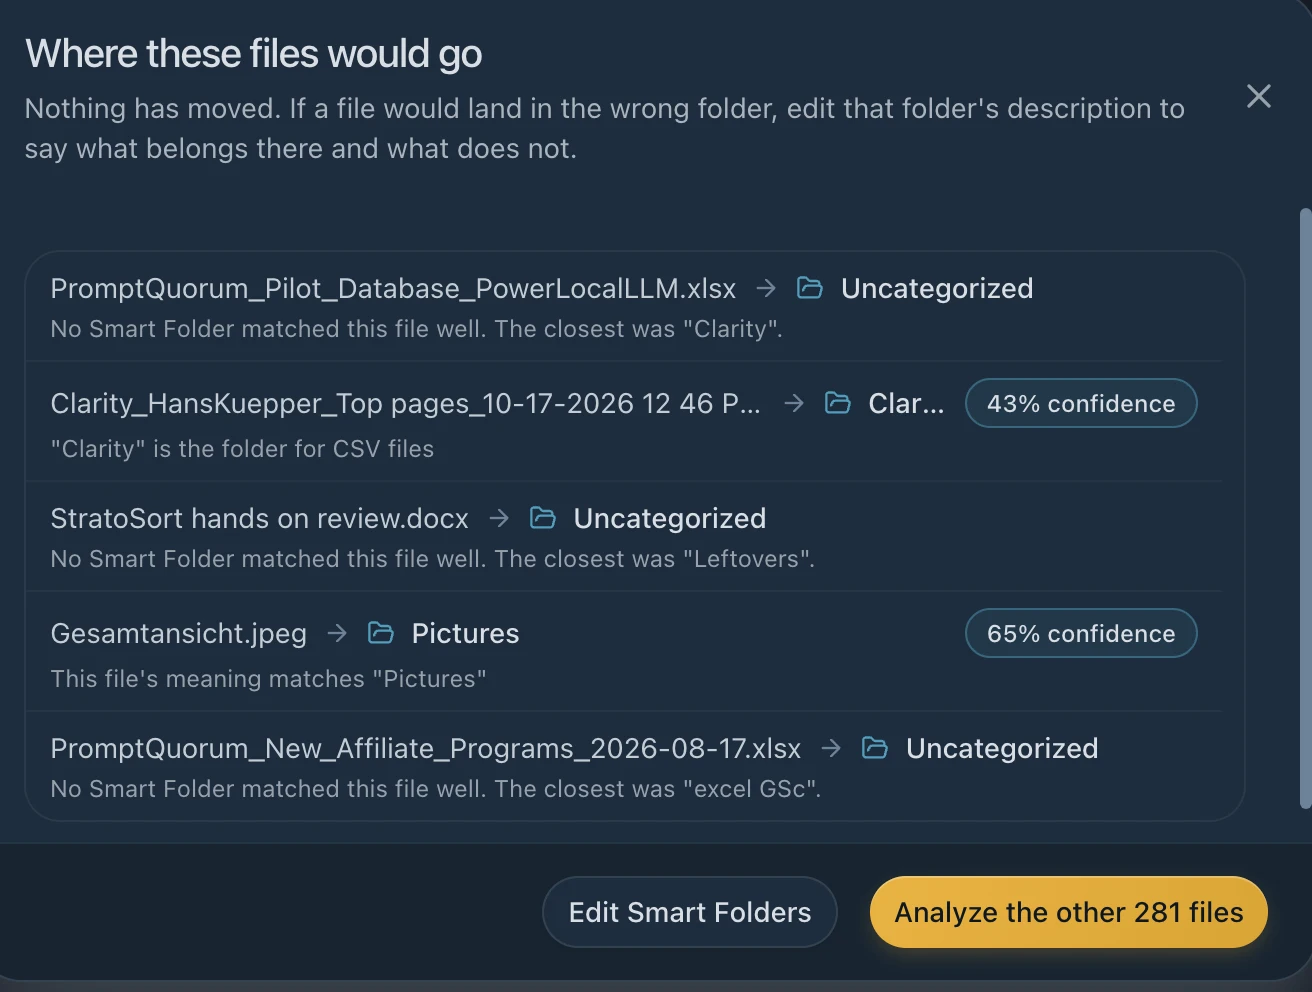 Where these files would go
Nothing has moved. If a file would land in the wrong folder, edit that folder's description to
say what belongs there and what does not.
PromptQuorum_Pilot_Database_PowerLocalLLM.xlsx → Uncategorized
No Smart Folder matched this file well. The closest was "Clarity".
Clarity_HansKuepper_Top pages_10-17-2026 12 46 P... → Clar... 43% confidence
"Clarity" is the folder for CSV files
StratoSort hands on review.docx → Uncategorized
No Smart Folder matched this file well. The closest was "Leftovers".
Gesamtansicht.jpeg → Pictures 65% confidence
This file's meaning matches "Pictures"
PromptQuorum_New_Affiliate_Programs_2026-08-17.xlsx → Uncategorized
No Smart Folder matched this file well. The closest was "excel GSc".
Edit Smart Folders Analyze the other 281 files